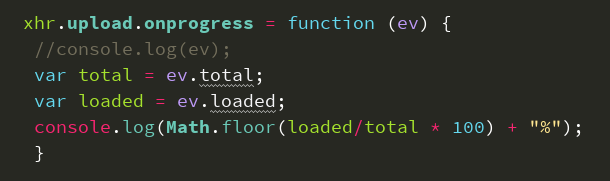 xhr.upload.onprogress = function (ev) {
//console.log(ev);
var total = ev.total;
var loaded = ev.loaded;
console.log(Math.floor(loaded/total * 100) + "%");
}